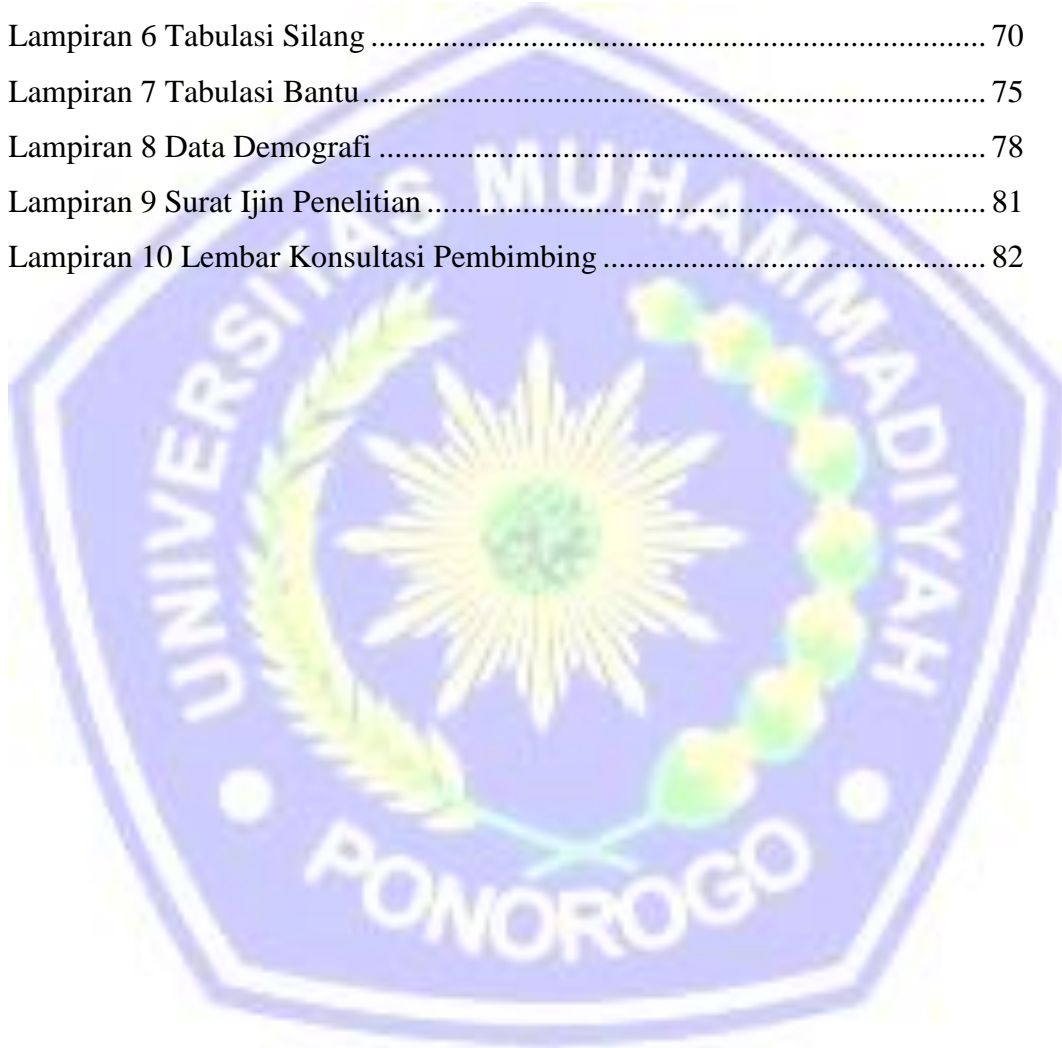 Lampiran 6 Tabulasi Silang ........................................................................... 70
Lampiran 7 Tabulasi Bantu ............................................................................ 75
Lampiran 8 Data Demografi .......................................................................... 78
Lampiran 9 Surat Ijin Penelitian .................................................................... 81
Lampiran 10 Lembar Konsultasi Pembimbing .................................................. 82
UNIVERSITAS MUHAMMADIYAH
PONOROGO